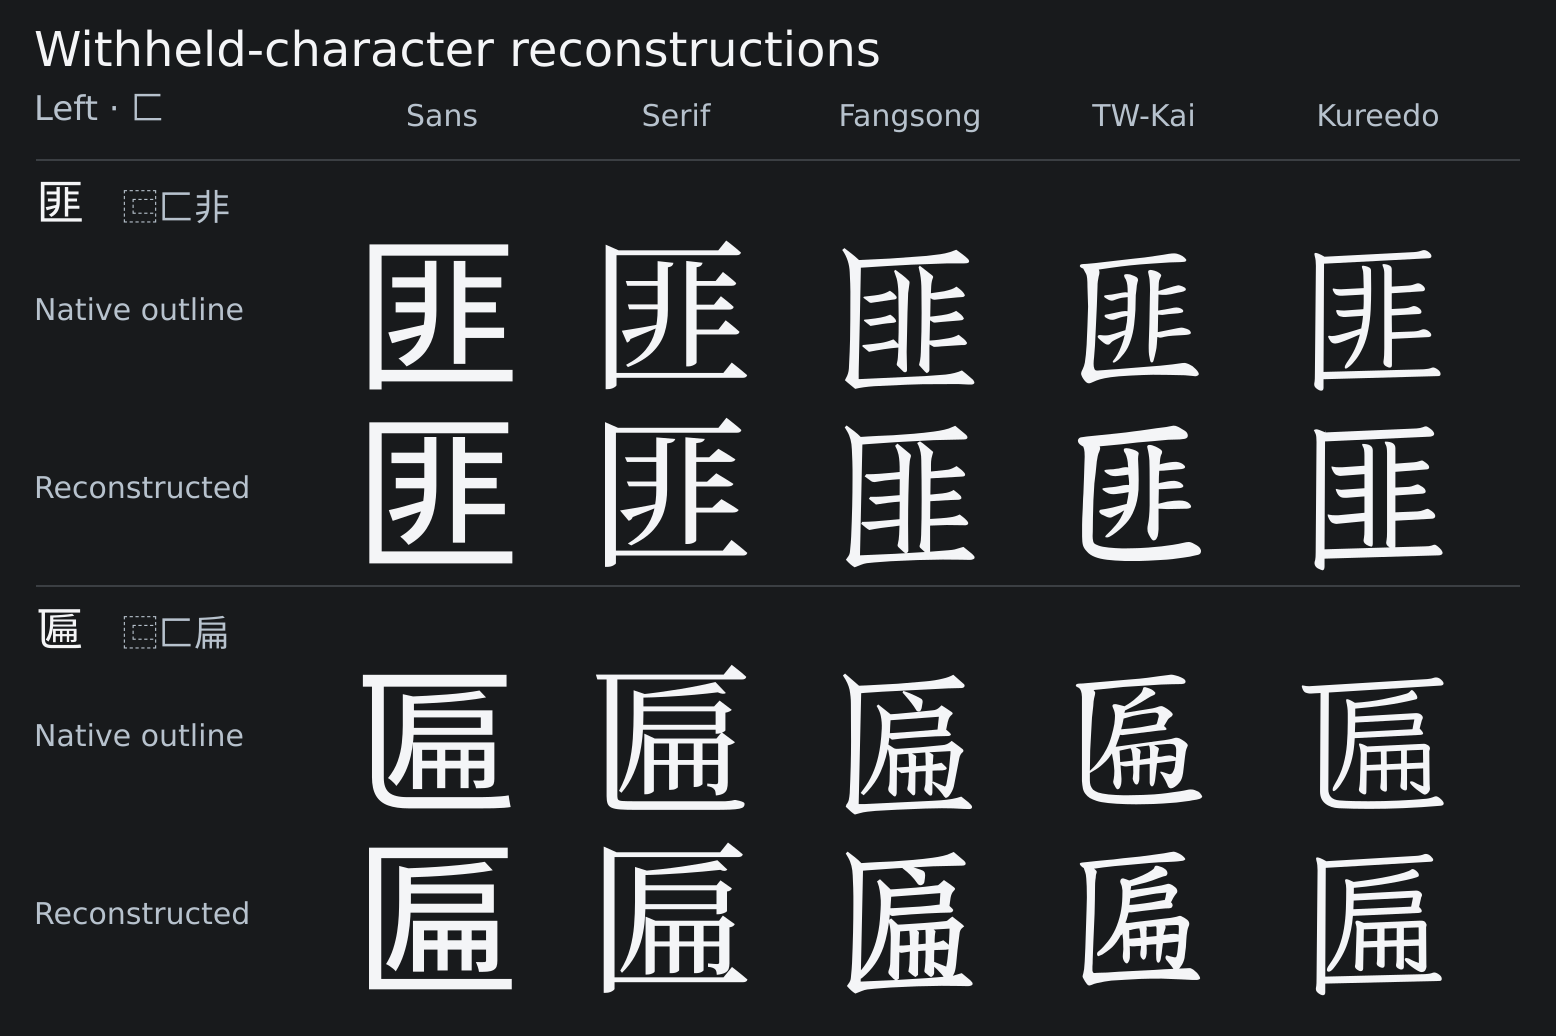 Withheld-character reconstructions
Left · 匚 Sans Serif Fangsong TW-Kai Kureedo
匪 ⿷匚非
Native outline 匪 匪 匪 匪 匪
Reconstructed 匪 匪 匪 匪 匪
匾 ⿷匚扁
Native outline 匾 匾 匾 匾 匾
Reconstructed 匾 匾 匾 匾 匾